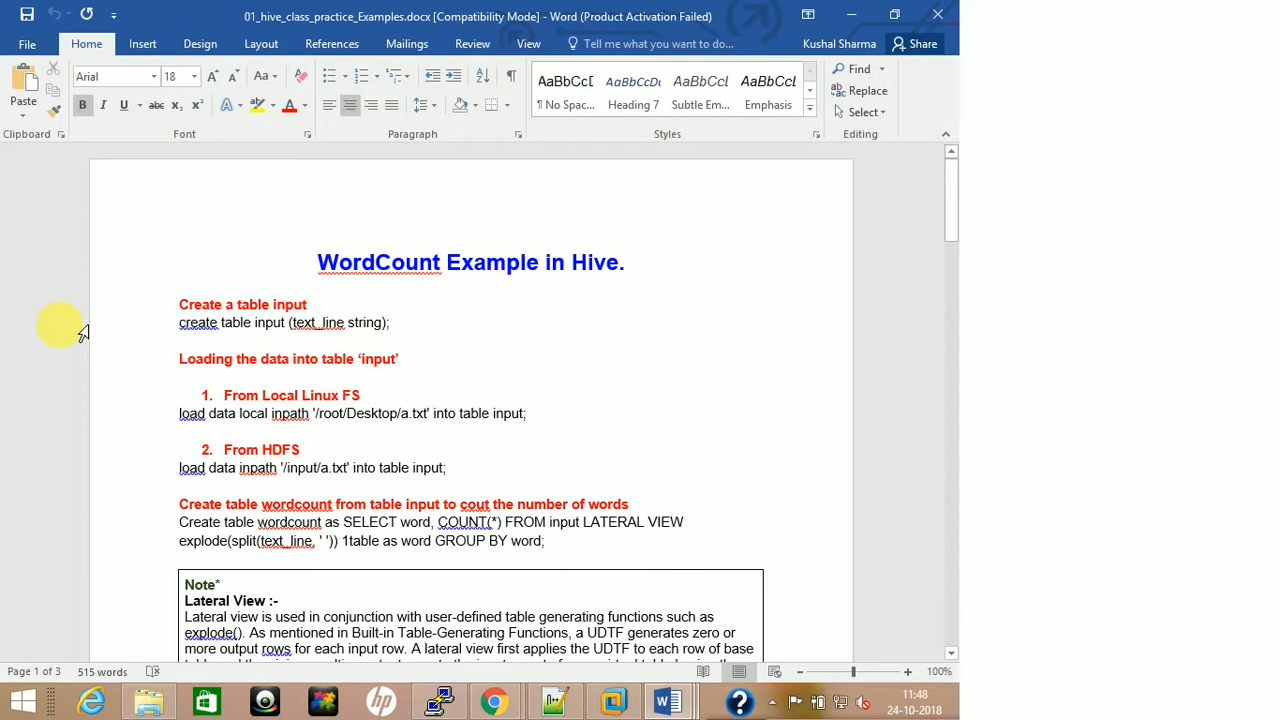 01_hive_class_practice_Examples.docx [Compatibility Mode] - Word (Product Activation Failed)
File Home Insert Design Layout References Mailings Review View Tell me what you want to do... Kushal Sharma Share
Paste
Arial 18 Aa
B I U abc x₂ x² A A
AaBbCcD AaBbCcDc AaBbCcDc AaBbCcL
¶ No Spac... Heading 7 Subtle Em... Emphasis
Find
Replace
Select
Clipboard Font Paragraph Styles Editing
WordCount Example in Hive.
Create a table input
create table input (text_line string);
Loading the data into table ‘input’
1. From Local Linux FS
load data local inpath '/root/Desktop/a.txt' into table input;
2. From HDFS
load data inpath '/input/a.txt' into table input;
Create table wordcount from table input to cout the number of words
Create table wordcount as SELECT word, COUNT(*) FROM input LATERAL VIEW
explode(split(text_line, ' ')) 1table as word GROUP BY word;
Note*
Lateral View :-
Lateral view is used in conjunction with user-defined table generating functions such as
explode(). As mentioned in Built-in Table-Generating Functions, a UDTF generates zero or
more output rows for each input row. A lateral view first applies the UDTF to each row of base
Page 1 of 3 515 words 100%
11:48
24-10-2018